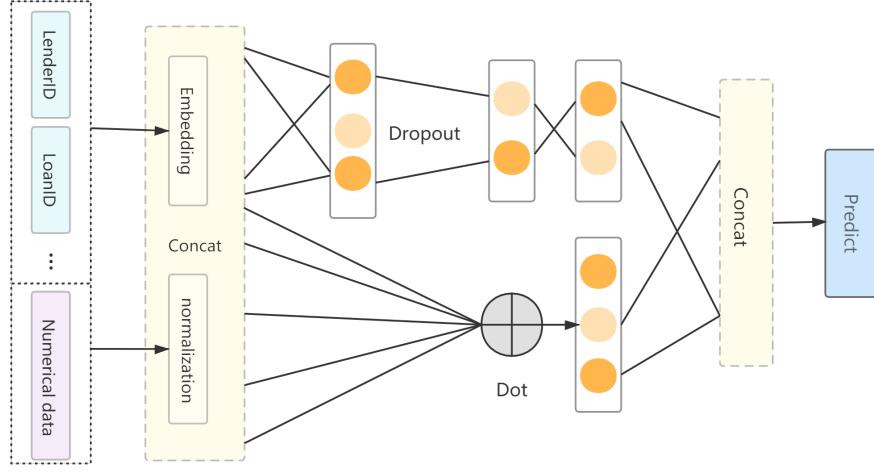 LenderID
LoanID
...
Numerical data
Embedding
Concat
normalization
Dropout
Dot
Concat
Predict